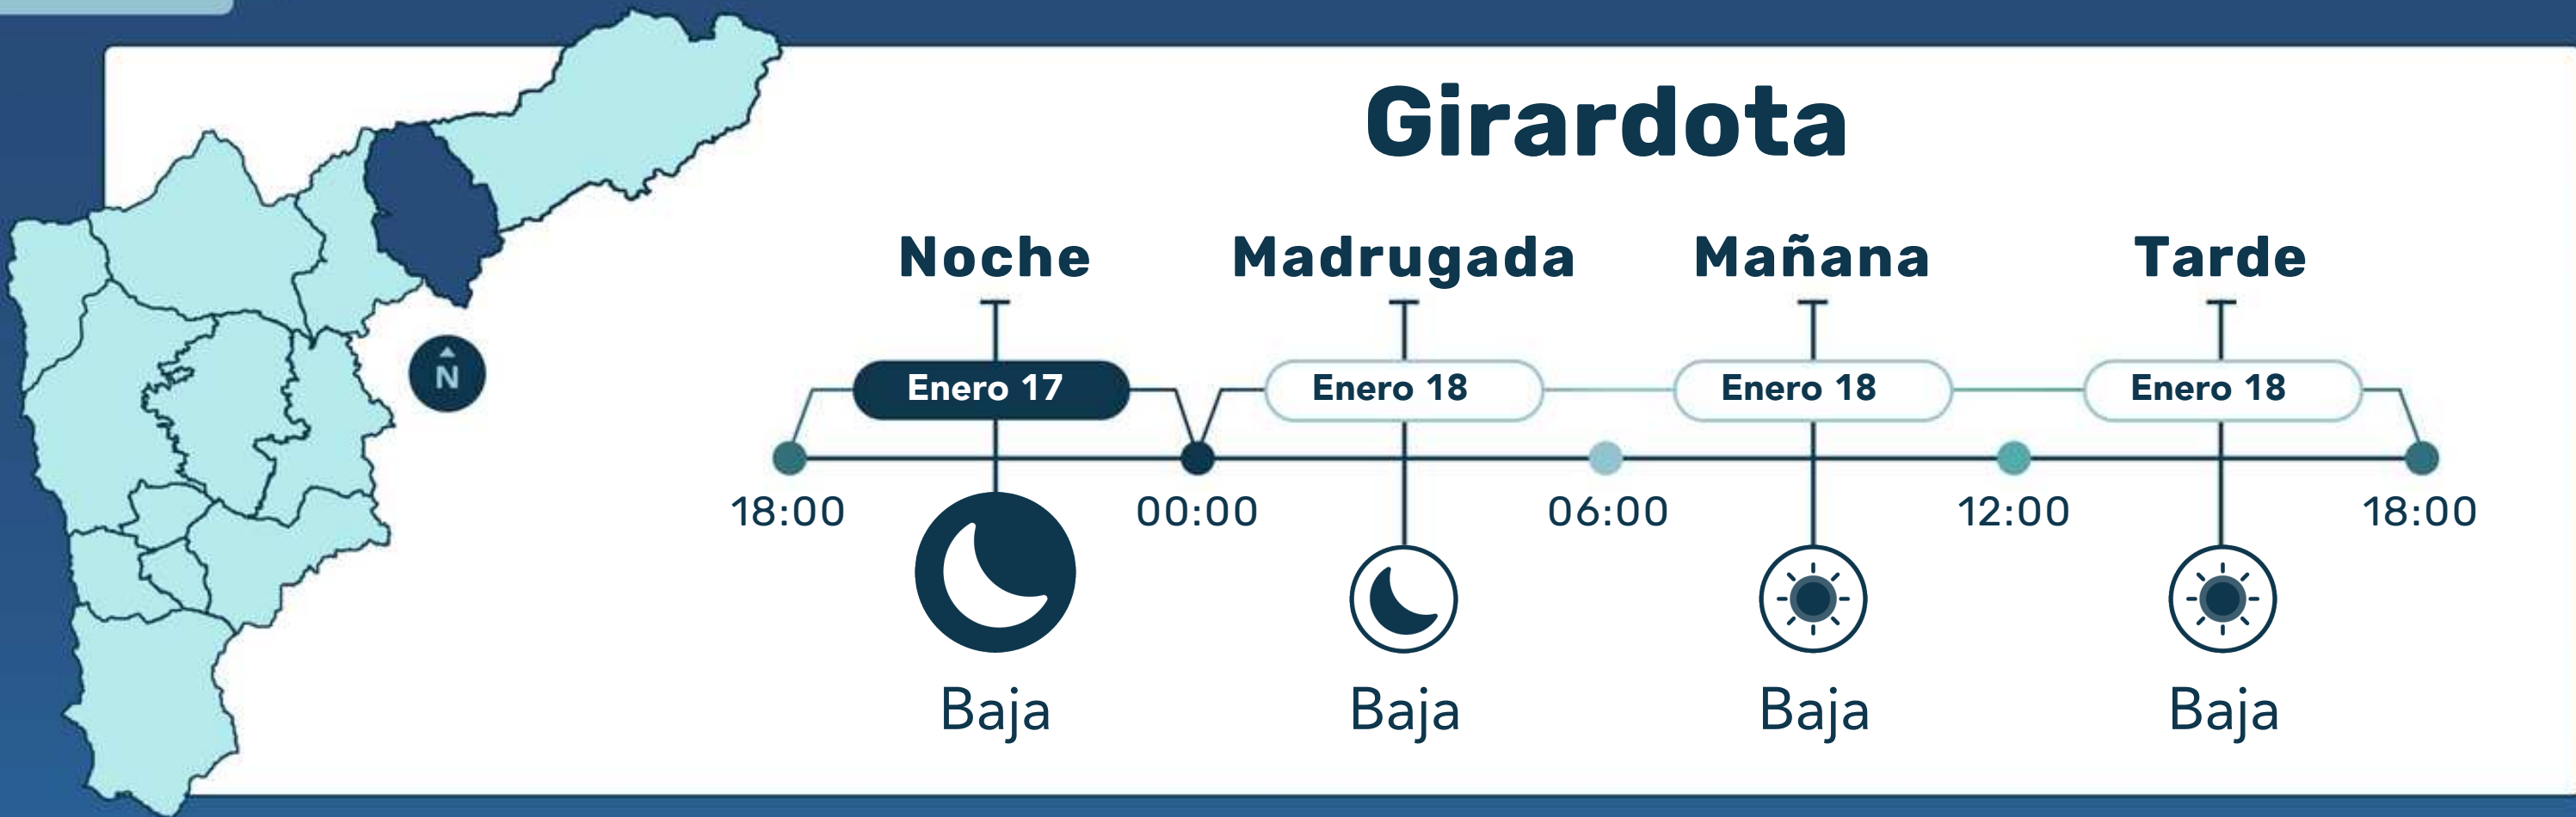 Girardota
Noche Madrugada Mañana Tarde
N
Enero 17 Enero 18 Enero 18 Enero 18
18:00 00:00 06:00 12:00 18:00
Baja Baja Baja Baja